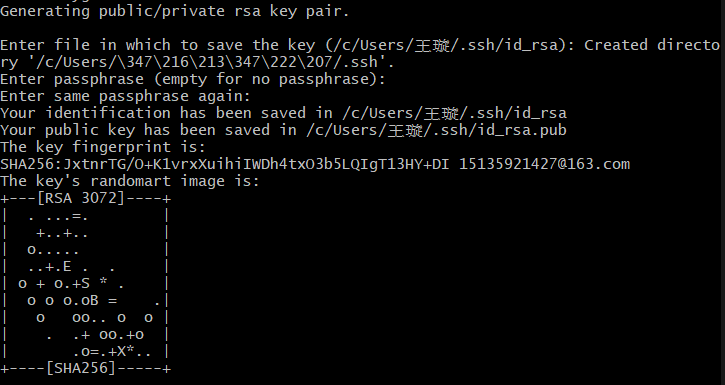 Generating public/private rsa key pair.
Enter file in which to save the key (/c/Users/王璇/.ssh/id_rsa): Created directo
ry '/c/Users/\347\216\213\347\222\207/.ssh'.
Enter passphrase (empty for no passphrase):
Enter same passphrase again:
Your identification has been saved in /c/Users/王璇/.ssh/id_rsa
Your public key has been saved in /c/Users/王璇/.ssh/id_rsa.pub
The key fingerprint is:
SHA256:JxtnrTG/O+K1vrxXuihiIWDh4txO3b5LQIgT13HY+DI 15135921427@163.com
The key's randomart image is:
+---[RSA 3072]----+
|  . ...=.        |
|   +..+..        |
|  o.....         |
|  ..+.E .  .     |
| o + o.+S * .    |
|  o o o.oB =    .|
|   o   oo.. o  o |
|    .  .+ oo.+o  |
|       .o=.+X*.. |
+----[SHA256]-----+